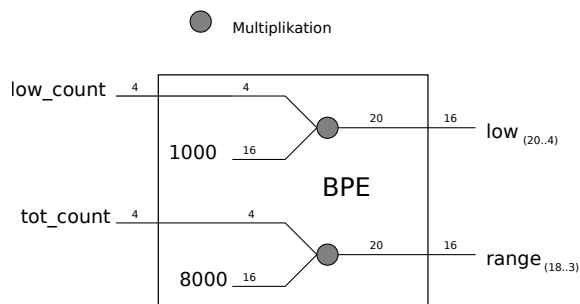 Multiplikation
low_count 4 4
20 16 low (20..4)
1000 16
BPE
tot_count 4 4
20 16 range (18..3)
8000 16